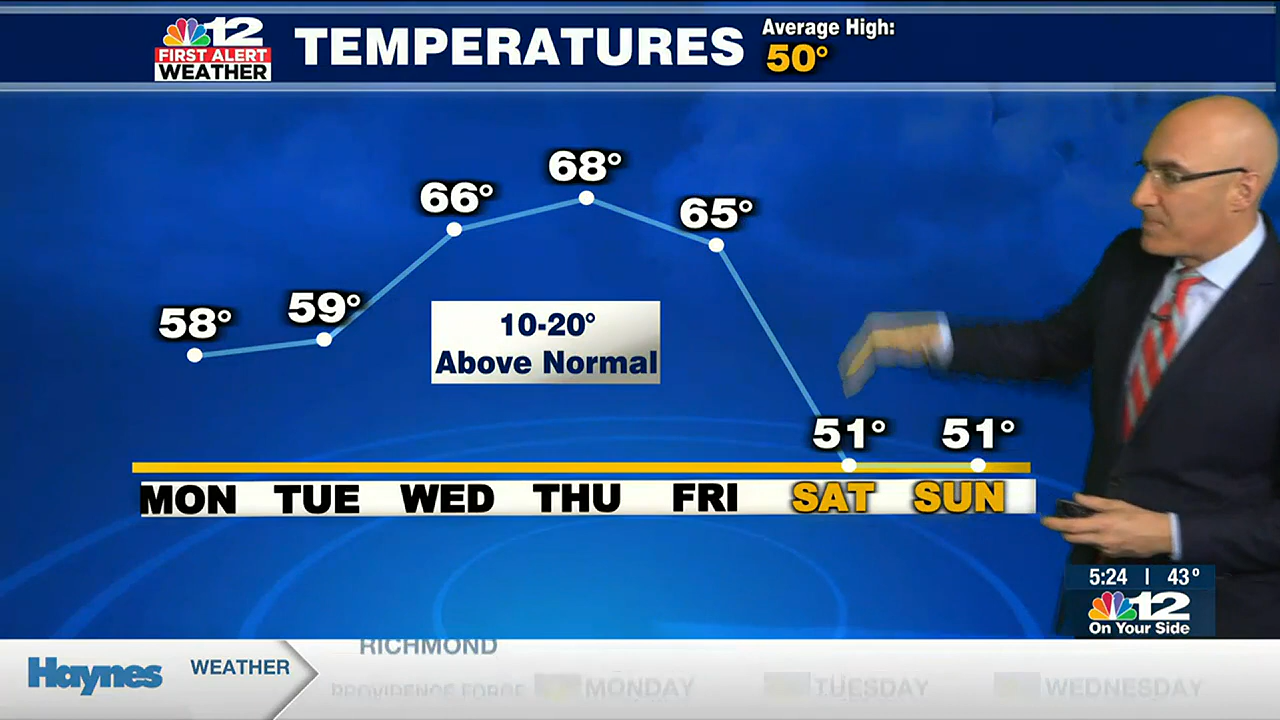 12
FIRST ALERT
WEATHER
TEMPERATURES
Average High:
50°
58°
59°
66°
68°
65°
51°
51°
10-20°
Above Normal
MON TUE WED THU FRI SAT SUN
5:24 | 43°
12
On Your Side
Haynes
WEATHER
RICHMOND
PROVIDENCE FORGE
MONDAY TUESDAY WEDNESDAY